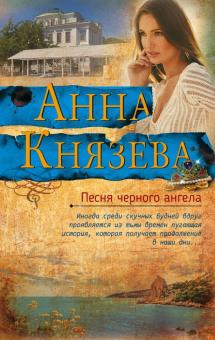 Анна
Князева
Песня черного ангела
Иногда среди скучных будней вдруг
проявляется из тьмы времен пугающая
история, которая получает продолжение
в наши дни...